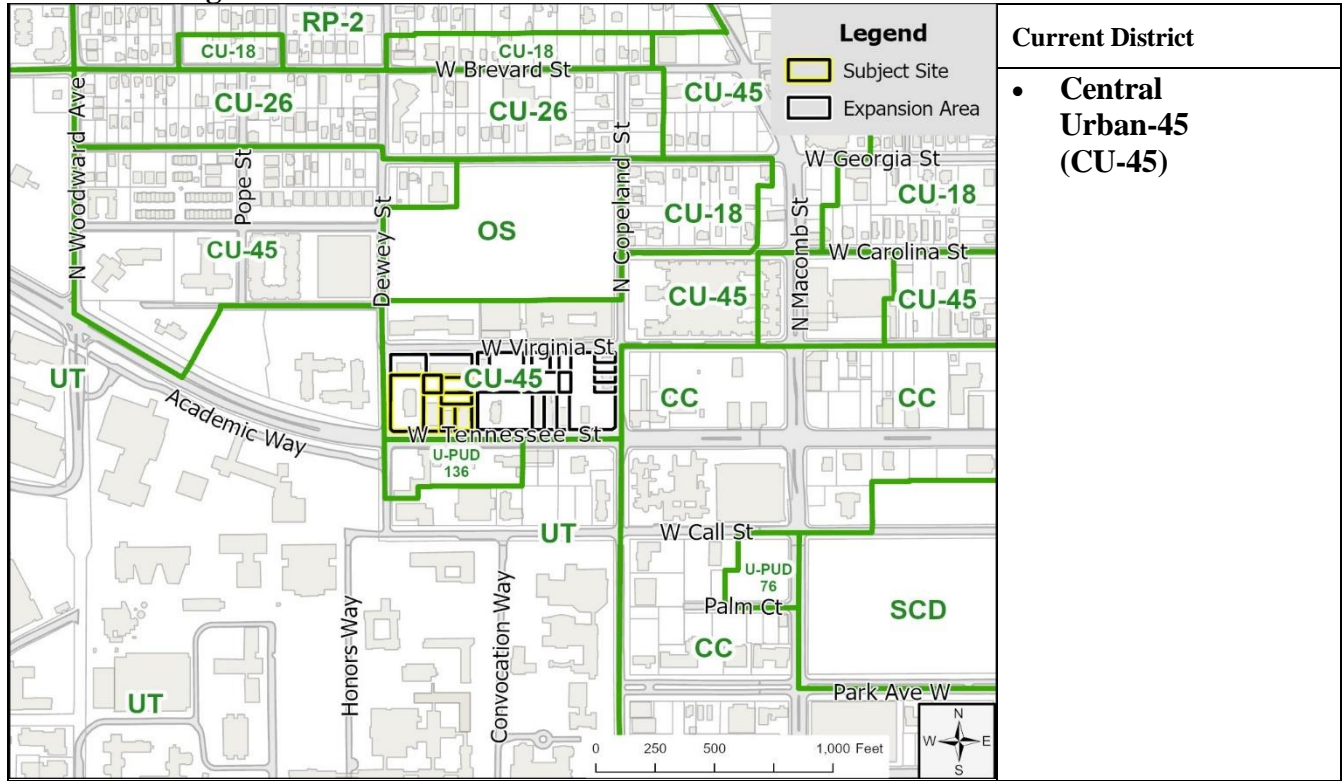 RP-2
CU-18
CU-18
W Brevard St
CU-26
CU-26
CU-45
N Woodward Ave
Pope St
Dewey St
N Copeland St
W Georgia St
CU-18
CU-18
OS
CU-45
N Macomb St
W Carolina St
CU-45
CU-45
W Virginia St
CU-45
UT
Academic Way
CC
CC
W Tennessee St
U-PUD
136
UT
W Call St
U-PUD
76
Palm Ct
SCD
Honors Way
Convocation Way
CC
UT
Park Ave W
0 250 500 1,000 Feet
N
W E
S
Legend
Subject Site
Expansion Area
Current District
• Central
Urban-45
(CU-45)